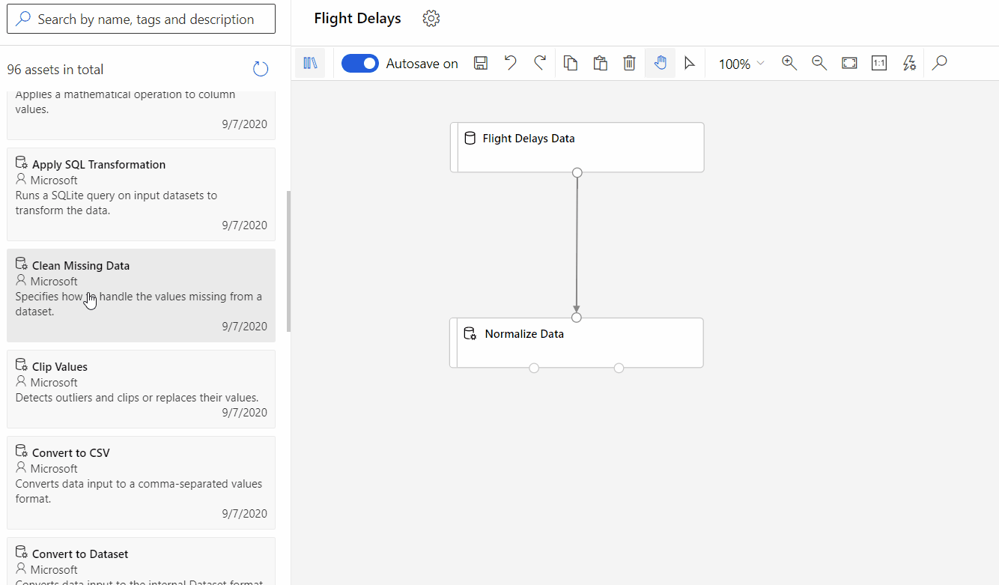 Search by name, tags and description
96 assets in total
Applies a mathematical operation to column
values.
9/7/2020
Apply SQL Transformation
Microsoft
Runs a SQLite query on input datasets to
transform the data.
9/7/2020
Clean Missing Data
Microsoft
Specifies how handle the values missing from a
dataset.
9/7/2020
Clip Values
Microsoft
Detects outliers and clips or replaces their values.
9/7/2020
Convert to CSV
Microsoft
Converts data input to a comma-separated values
format.
9/7/2020
Convert to Dataset
Microsoft
Converts data input to the internal Dataset format
Flight Delays
Autosave on
100%
1:1
Flight Delays Data
Normalize Data